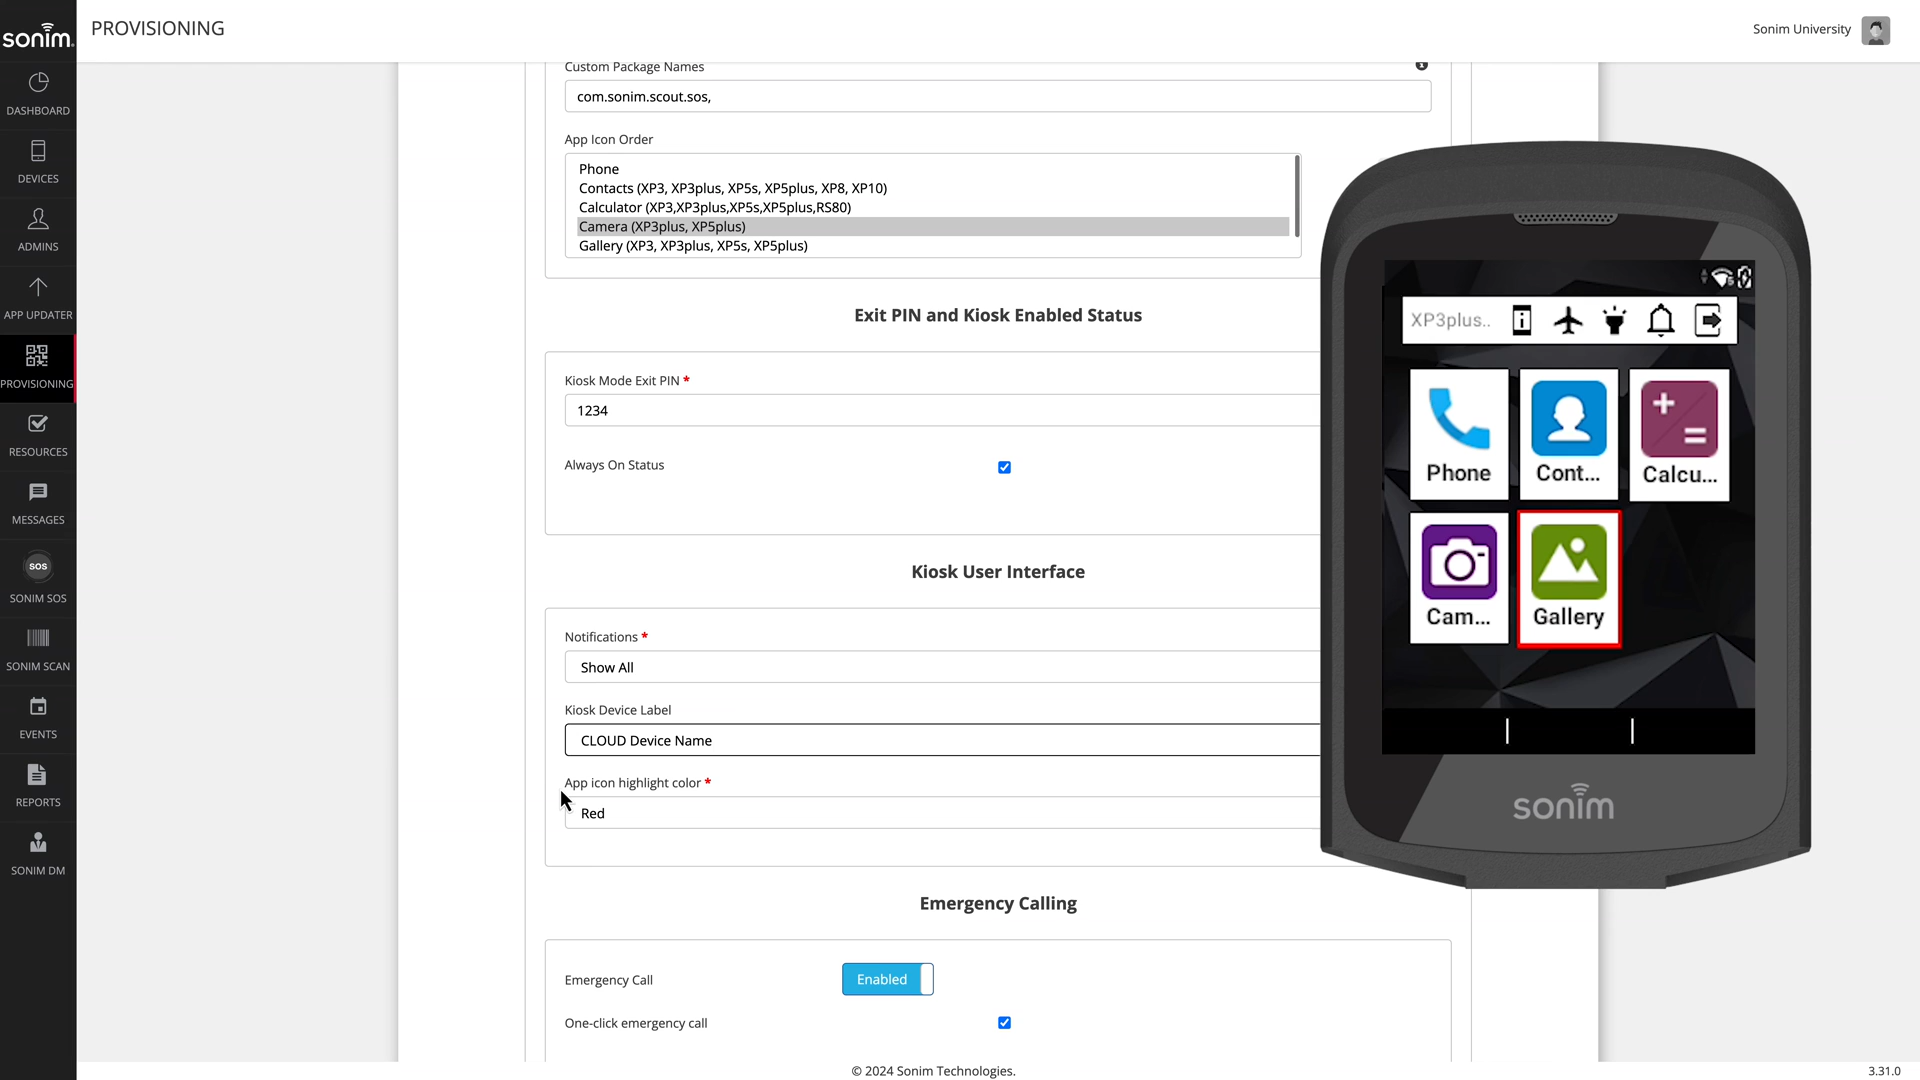 sonim
PROVISIONING
Sonim University
DASHBOARD
DEVICES
ADMINS
APP UPDATER
PROVISIONING
RESOURCES
MESSAGES
SOS
SONIM SOS
SONIM SCAN
EVENTS
REPORTS
SONIM DM
Custom Package Names
com.sonim.scout.sos,
App Icon Order
Phone
Contacts (XP3, XP3plus, XP5s, XP5plus, XP8, XP10)
Calculator (XP3,XP3plus,XP5s,XP5plus,RS80)
Camera (XP3plus, XP5plus)
Gallery (XP3, XP3plus, XP5s, XP5plus)
Exit PIN and Kiosk Enabled Status
Kiosk Mode Exit PIN *
1234
Always On Status
Kiosk User Interface
Notifications *
Show All
Kiosk Device Label
CLOUD Device Name
App icon highlight color *
Red
Emergency Calling
Emergency Call
Enabled
One-click emergency call
XP3plus..
Phone
Cont...
Calcu...
Cam...
Gallery
sonim
© 2024 Sonim Technologies.
3.31.0